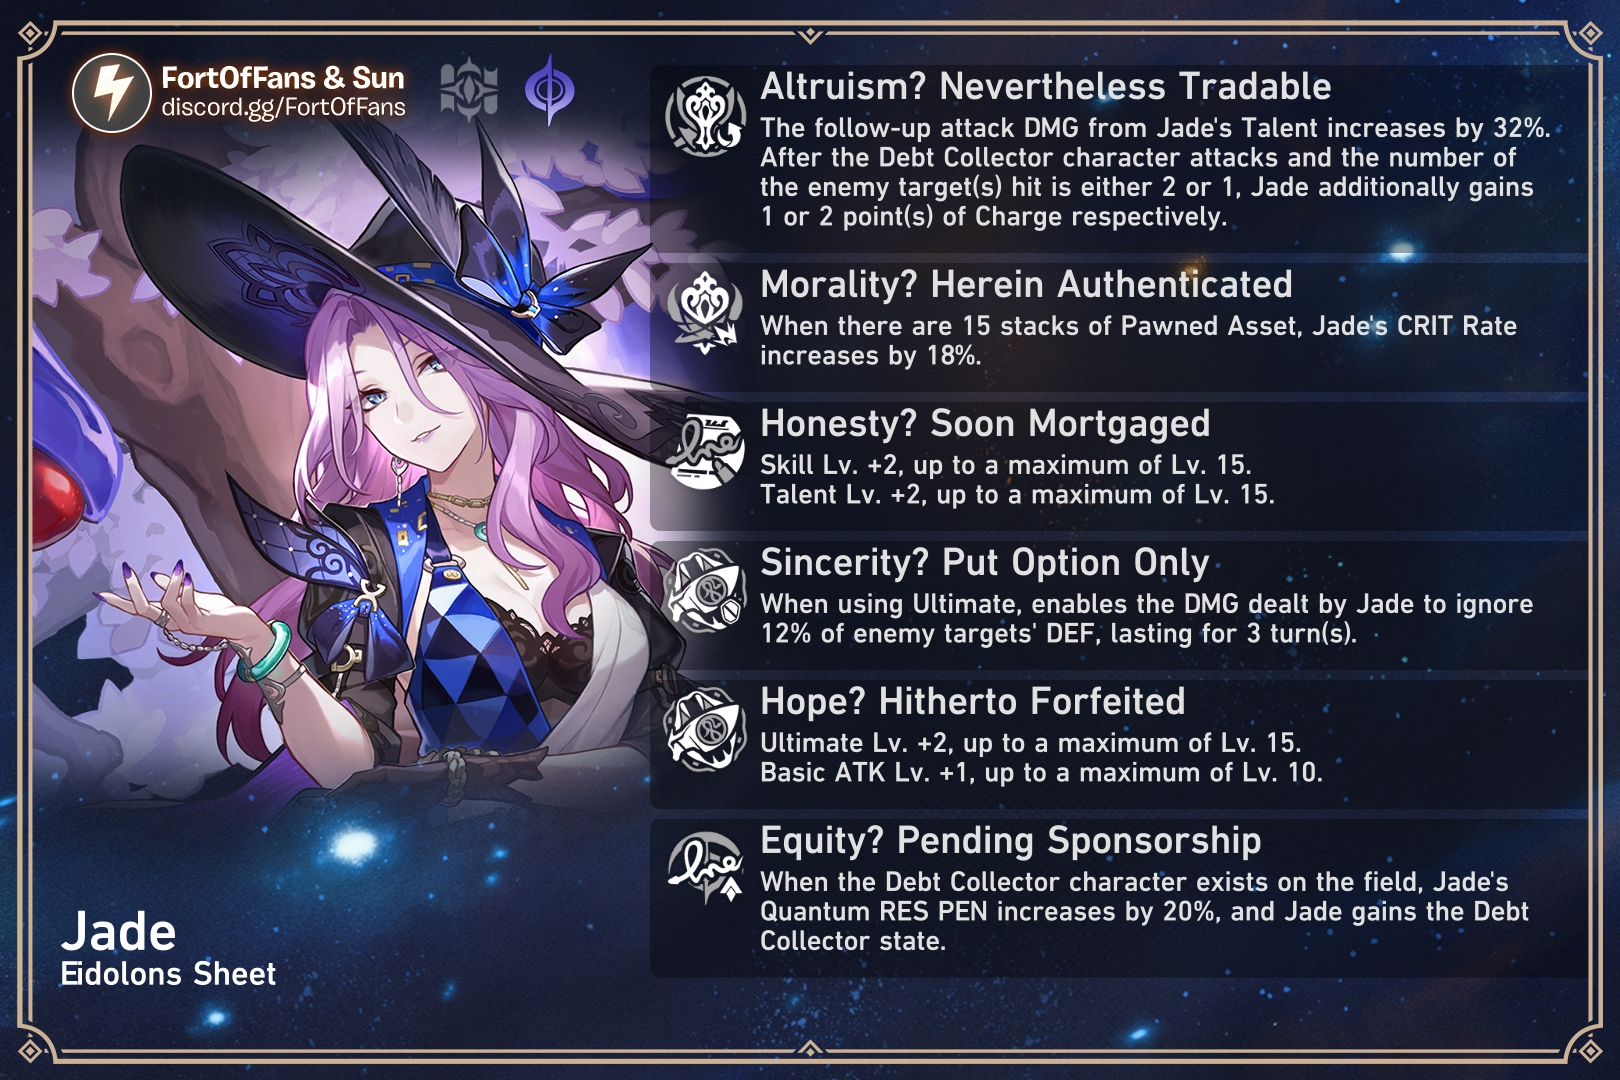 FortOfFans & Sun
discord.gg/FortOfFans
Altruism? Nevertheless Tradable
The follow-up attack DMG from Jade's Talent increases by 32%.
After the Debt Collector character attacks and the number of
the enemy target(s) hit is either 2 or 1, Jade additionally gains
1 or 2 point(s) of Charge respectively.
Morality? Herein Authenticated
When there are 15 stacks of Pawned Asset, Jade's CRIT Rate
increases by 18%.
Honesty? Soon Mortgaged
Skill Lv. +2, up to a maximum of Lv. 15.
Talent Lv. +2, up to a maximum of Lv. 15.
Sincerity? Put Option Only
When using Ultimate, enables the DMG dealt by Jade to ignore
12% of enemy targets' DEF, lasting for 3 turn(s).
Hope? Hitherto Forfeited
Ultimate Lv. +2, up to a maximum of Lv. 15.
Basic ATK Lv. +1, up to a maximum of Lv. 10.
Equity? Pending Sponsorship
When the Debt Collector character exists on the field, Jade's
Quantum RES PEN increases by 20%, and Jade gains the Debt
Collector state.
Jade
Eidolons Sheet